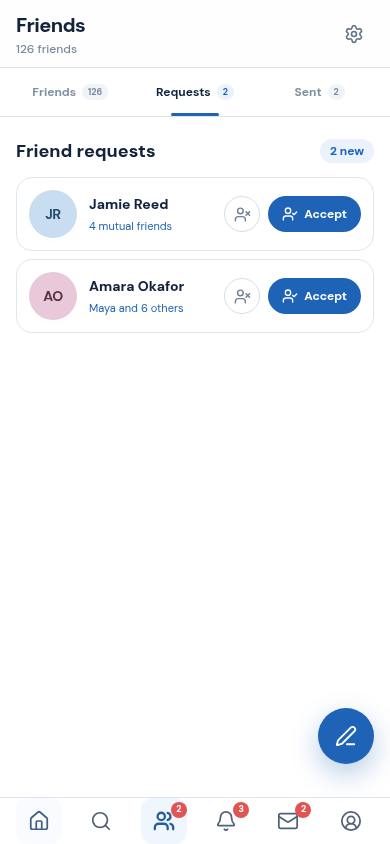 Friends
126 friends
Friends 126
Requests 2
Sent 2
Friend requests
2 new
JR
Jamie Reed
4 mutual friends
Accept
AO
Amara Okafor
Maya and 6 others
Accept
2
3
2